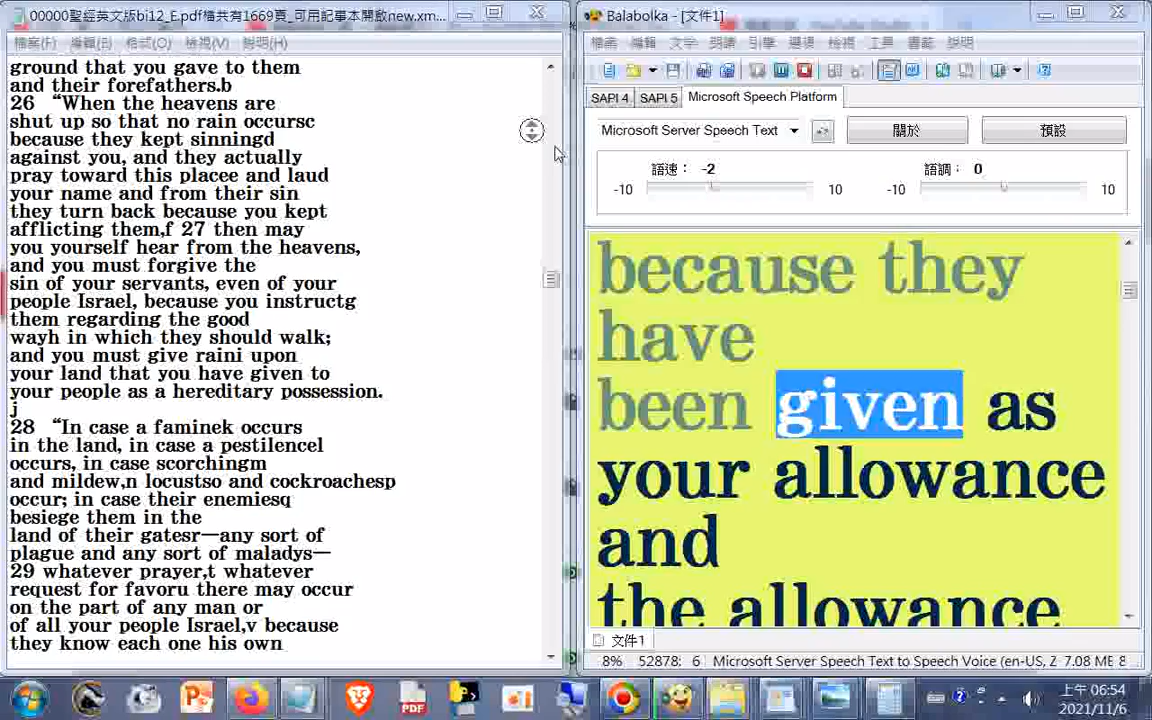 00000聖經英文版bi12_E.pdf檔共有1669頁_可用記事本開啟new.xm...
檔案(F) 編輯(E) 格式(O) 檢視(V) 說明(H)
ground that you gave to them
and their forefathers.b
26 “When the heavens are
shut up so that no rain occursc
because they kept sinningd
against you, and they actually
pray toward this placee and laud
your name and from their sin
they turn back because you kept
afflicting them,f 27 then may
you yourself hear from the heavens,
and you must forgive the
sin of your servants, even of your
people Israel, because you instructg
them regarding the good
wayh in which they should walk;
and you must give raini upon
your land that you have given to
your people as a hereditary possession.
j
28 “In case a faminek occurs
in the land, in case a pestilencel
occurs, in case scorchingm
and mildew,n locustso and cockroachesp
occur; in case their enemiesq
besiege them in the
land of their gatesr—any sort of
plague and any sort of maladys—
29 whatever prayer,t whatever
request for favoru there may occur
on the part of any man or
of all your people Israel,v because
they know each one his own
Balabolka - [文件1]
檔案 編輯 文字 朗讀 引擎 選項 檢視 工具 書籤 說明
SAPI 4 SAPI 5 Microsoft Speech Platform
Microsoft Server Speech Text 關於 預設
語速: -2 語調: 0
-10 10 -10 10
because they
have
been given as
your allowance
and
the allowance
文件1
8% 52878: 6 Microsoft Server Speech Text to Speech Voice (en-US, Z 7.08 MB 8
PDF
上午 06:54
2021/11/6